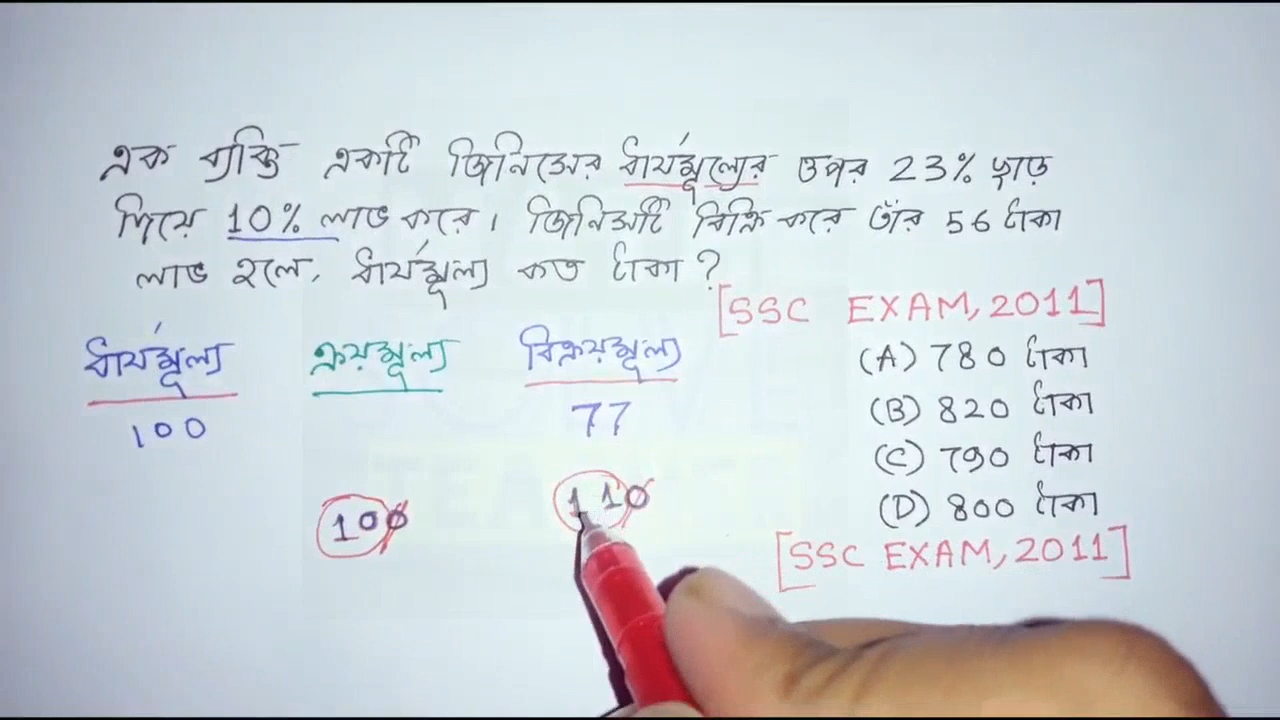 এক ব্যক্তি একটি জিনিসের ধার্যমূল্যের ওপর 23% ছাড়
দিয়ে 10% লাভ করে। জিনিসটি বিক্রি করে তাঁর 56 টাকা
লাভ হলে, ধার্যমূল্য কত টাকা?
[SSC EXAM, 2011]
ধার্যমূল্য ক্রয়মূল্য বিক্রয়মূল্য
100 77
100 110
(A) 780 টাকা
(B) 820 টাকা
(C) 790 টাকা
(D) 800 টাকা
[SSC EXAM, 2011]